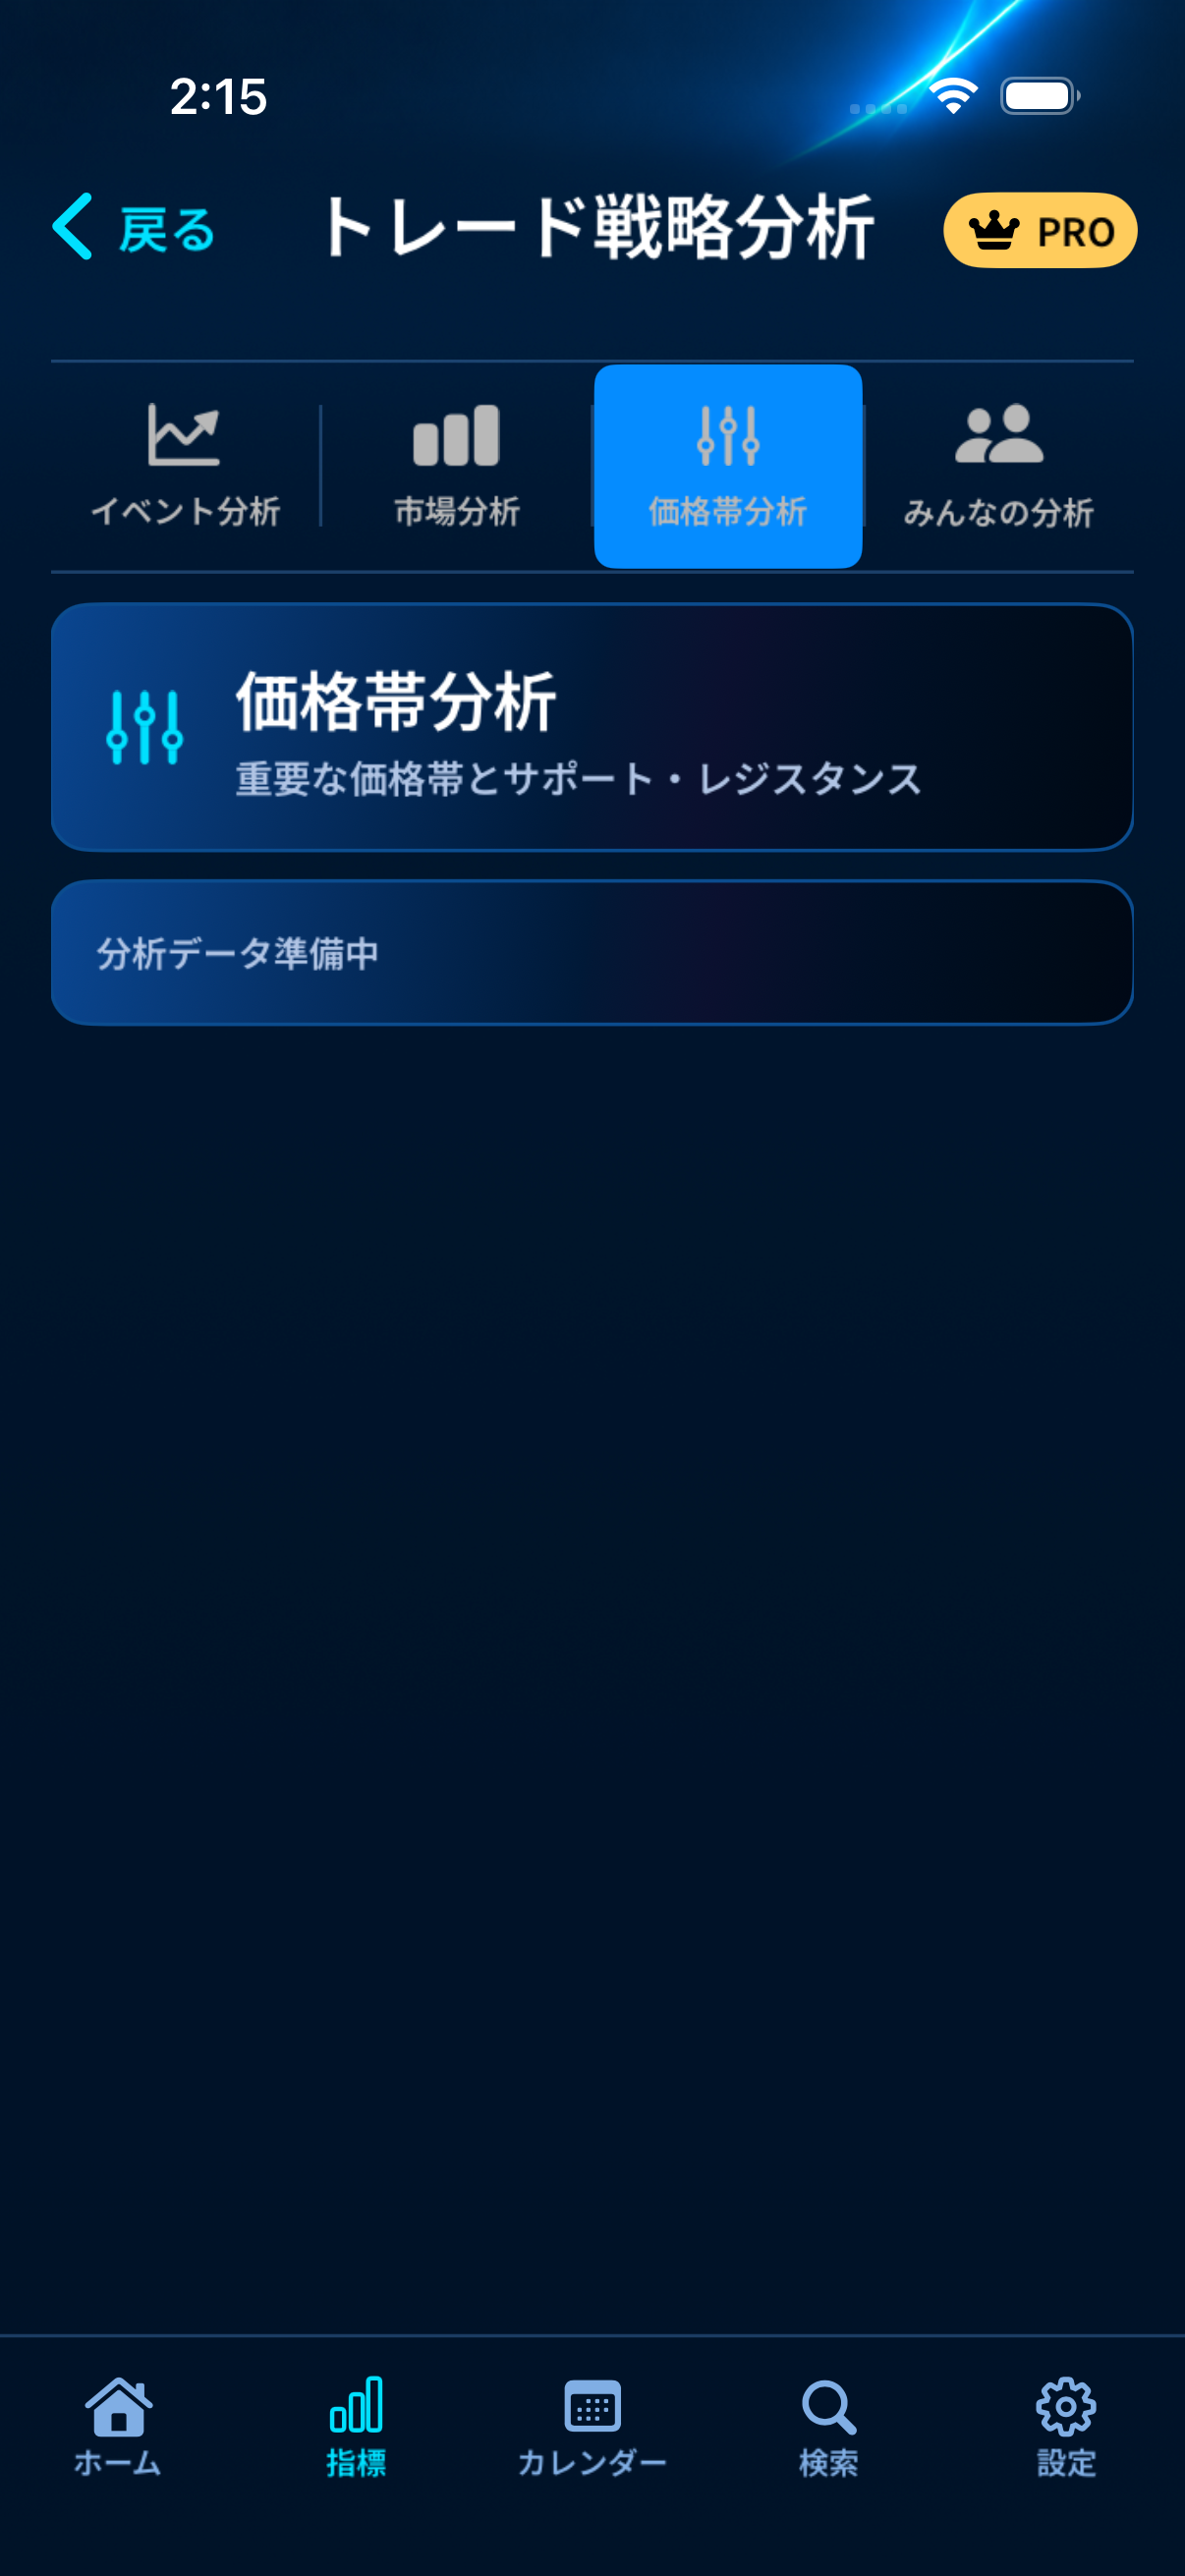 2:15
戻る
トレード戦略分析
PRO
イベント分析
市場分析
価格帯分析
みんなの分析
価格帯分析
重要な価格帯とサポート・レジスタンス
分析データ準備中
ホーム
指標
カレンダー
検索
設定